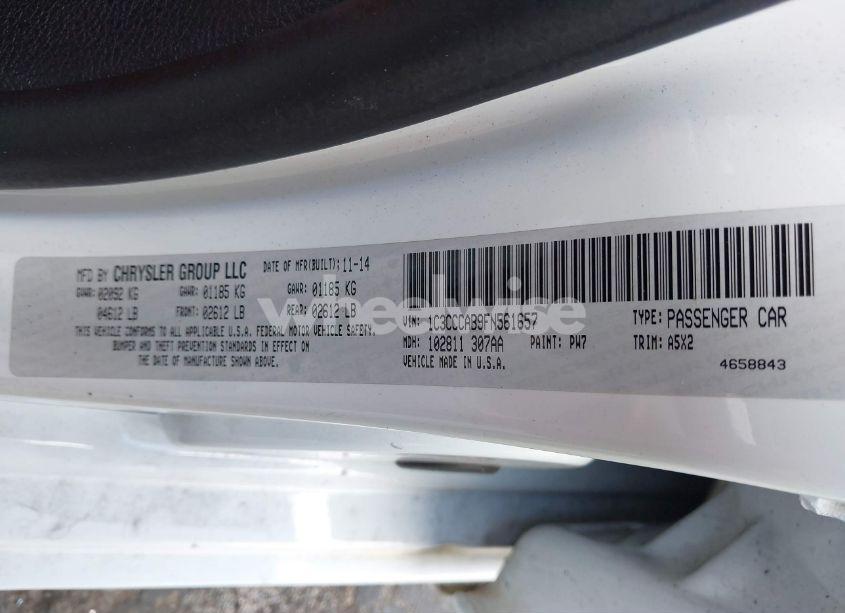 MFD BY CHRYSLER GROUP LLC DATE OF MFR(BUILT): 11-14
GVWR: 02092 KG GAWR: 01185 KG GAWR: 01185 KG
04612 LB FRONT: 02612 LB REAR: 02612 LB
THIS VEHICLE CONFORMS TO ALL APPLICABLE U.S.A. FEDERAL MOTOR VEHICLE SAFETY,
BUMPER AND THEFT PREVENTION STANDARDS IN EFFECT ON
THE DATE OF MANUFACTURE SHOWN ABOVE.
wheelwise
VIN: 1C3CCCAB9FN561657 TYPE: PASSENGER CAR
MDH: 102811 307AA PAINT: PW7 TRIM: A5X2
VEHICLE MADE IN U.S.A. 4658843